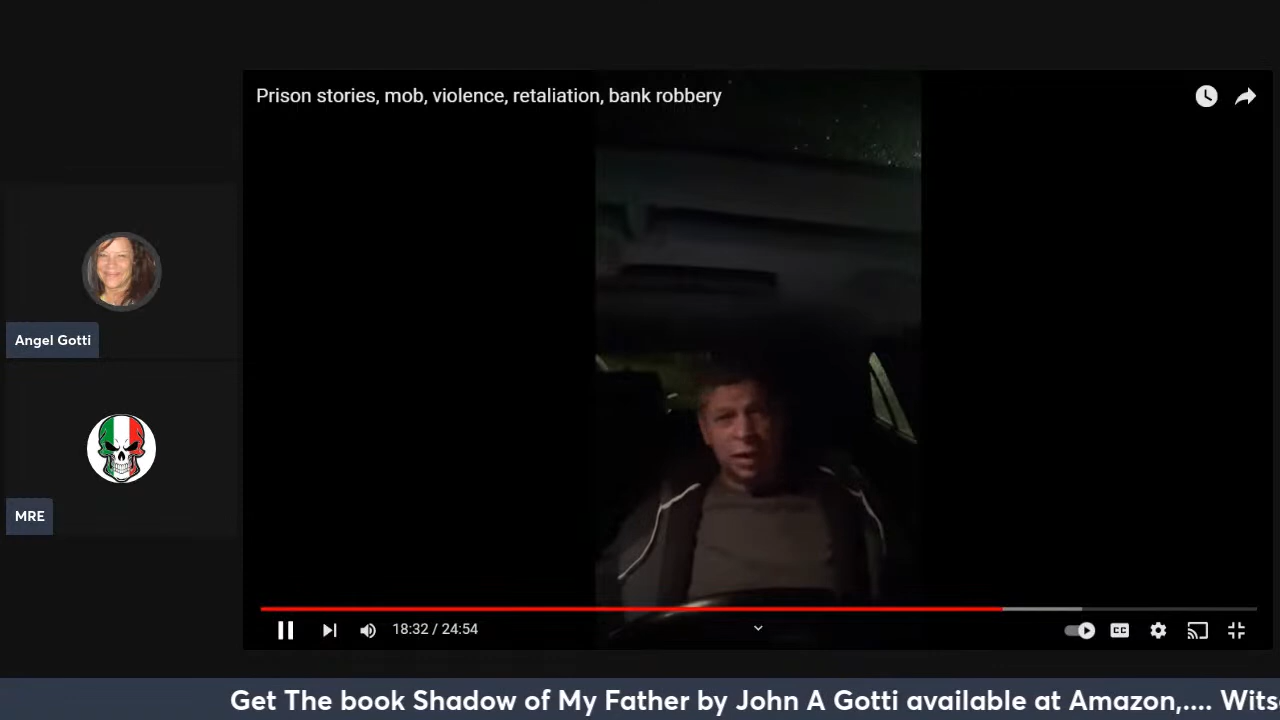 Prison stories, mob, violence, retaliation, bank robbery
Angel Gotti
MRE
18:32 / 24:54
CC
Get The book Shadow of My Father by John A Gotti available at Amazon,.... Wits